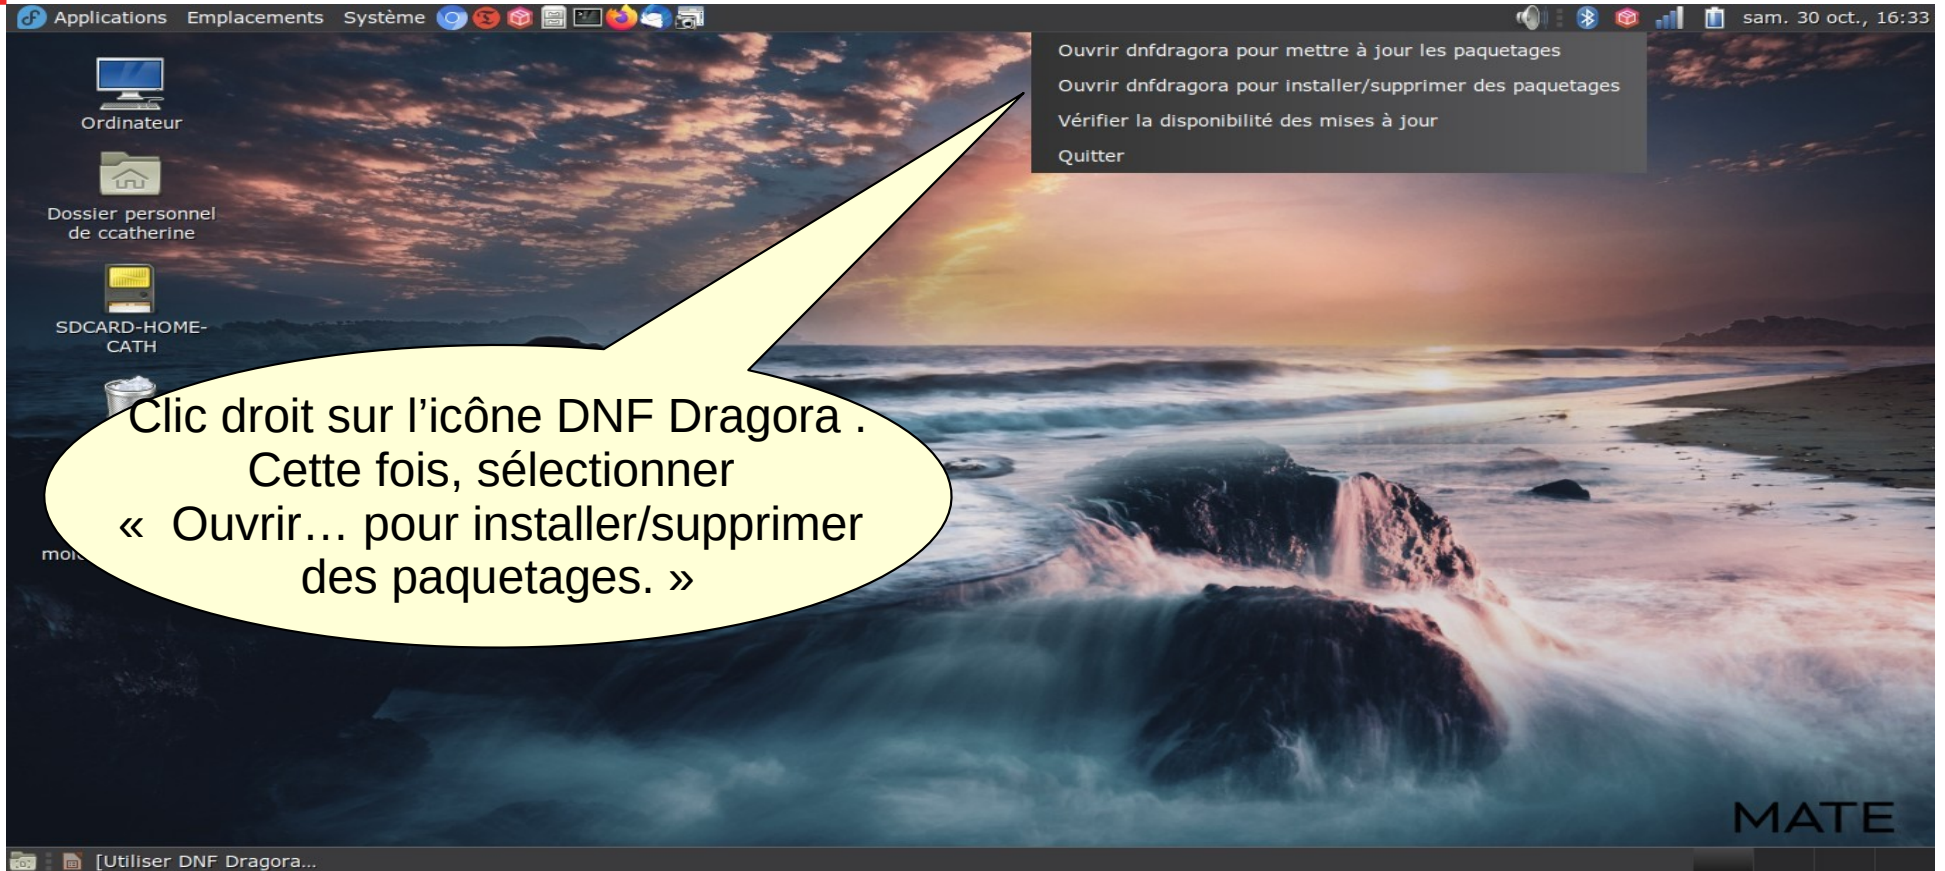 Applications Emplacements Système
sam. 30 oct., 16:33
Ouvrir dnfdragora pour mettre à jour les paquetages
Ouvrir dnfdragora pour installer/supprimer des paquetages
Vérifier la disponibilité des mises à jour
Quitter
Ordinateur
Dossier personnel
de ccatherine
SDCARD-HOME-
CATH
Clic droit sur l’icône DNF Dragora .
Cette fois, sélectionner
«  Ouvrir… pour installer/supprimer
des paquetages. »
MATE
[Utiliser DNF Dragora...